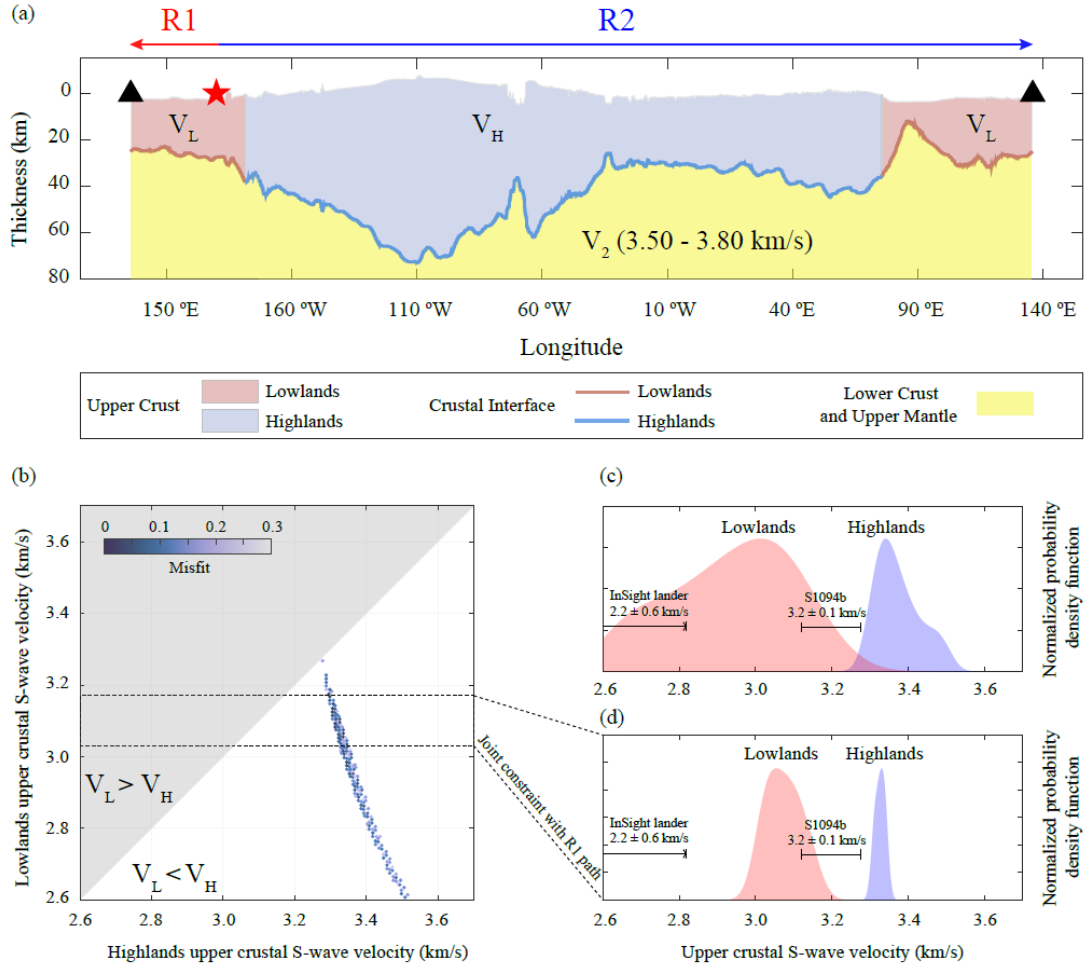 (a)
R1
R2
0
20
40
60
80
Thickness (km)
V_L
V_H
V_L
V_2 (3.50 - 3.80 km/s)
150 ºE
160 ºW
110 ºW
60 ºW
10 ºW
40 ºE
90 ºE
140 ºE
Longitude
Upper Crust
Lowlands
Highlands
Crustal Interface
Lowlands
Highlands
Lower Crust
and Upper Mantle
(b)
0
0.1
0.2
0.3
Misfit
3.6
3.4
3.2
3.0
2.8
2.6
Lowlands upper crustal S-wave velocity (km/s)
V_L > V_H
V_L < V_H
2.6
2.8
3.0
3.2
3.4
3.6
Highlands upper crustal S-wave velocity (km/s)
Joint constraint with R1 path
(c)
Lowlands
Highlands
InSight lander
2.2 ± 0.6 km/s
S1094b
3.2 ± 0.1 km/s
Normalized probability
density function
2.6
2.8
3.0
3.2
3.4
3.6
(d)
Lowlands
Highlands
InSight lander
2.2 ± 0.6 km/s
S1094b
3.2 ± 0.1 km/s
Normalized probability
density function
2.6
2.8
3.0
3.2
3.4
3.6
Upper crustal S-wave velocity (km/s)